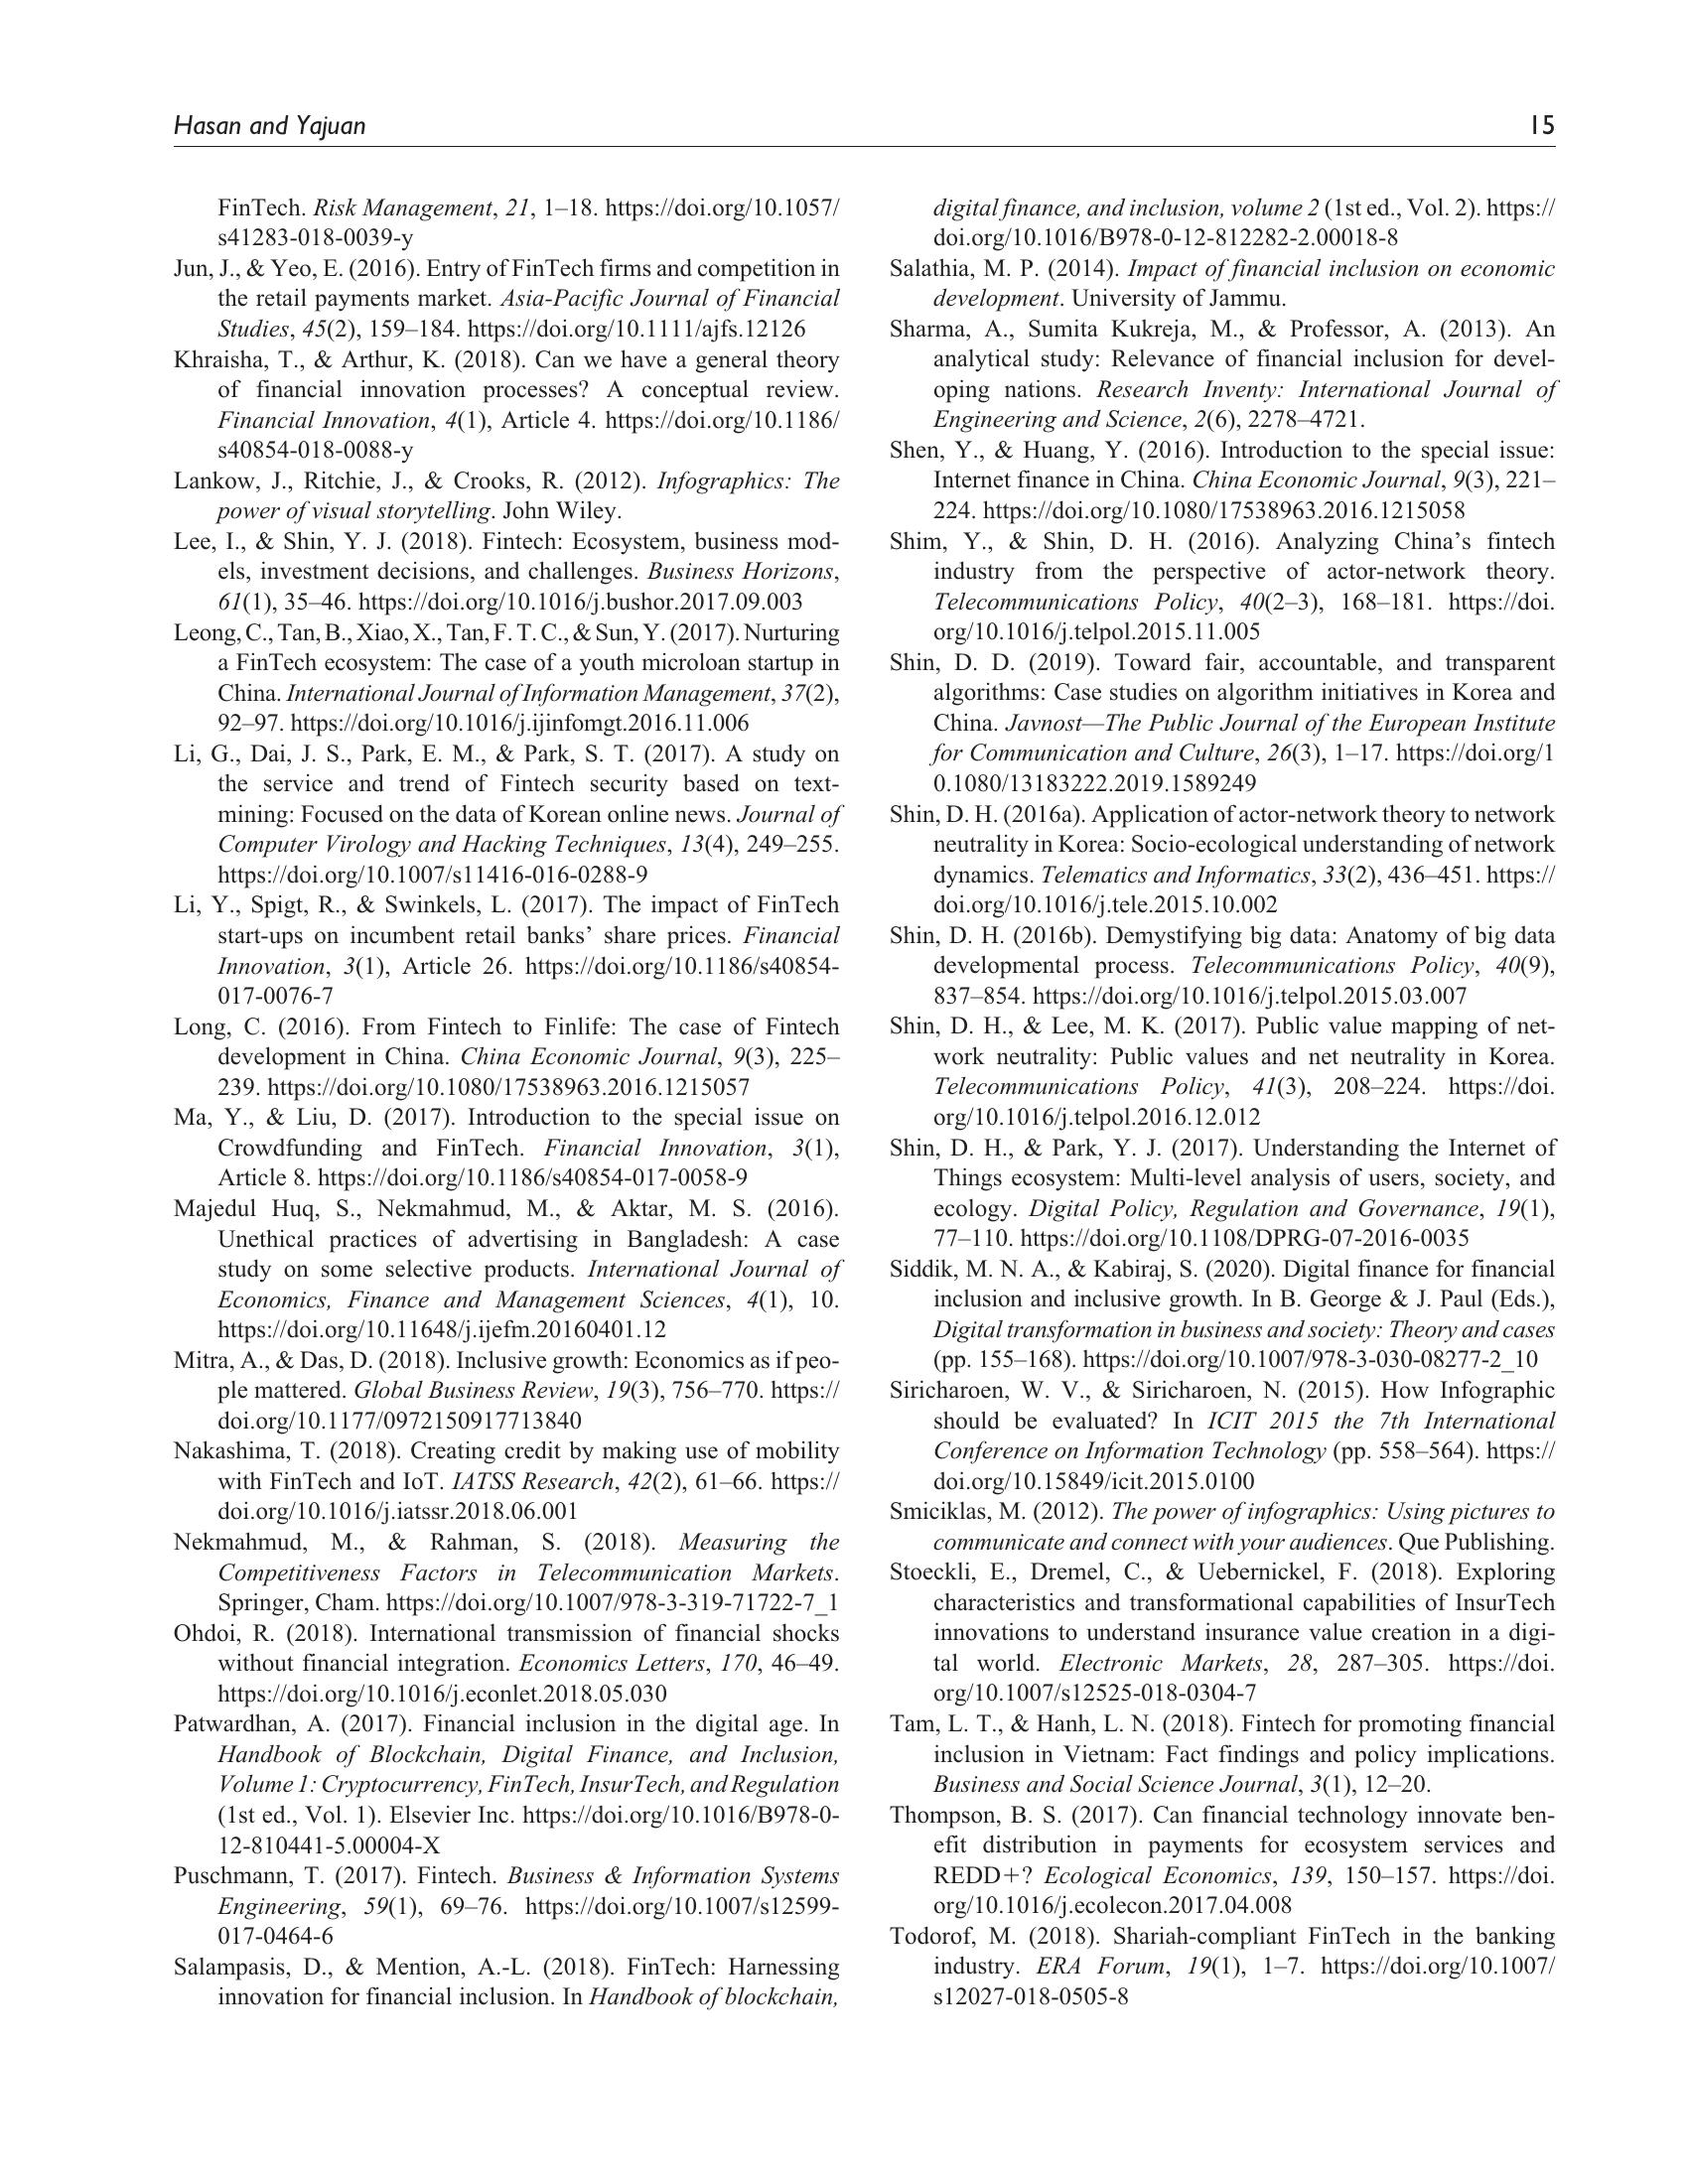 Hasan and Yajuan 15
FinTech. Risk Management, 21, 1–18. https://doi.org/10.1057/
s41283-018-0039-y
Jun, J., & Yeo, E. (2016). Entry of FinTech firms and competition in
the retail payments market. Asia-Pacific Journal of Financial
Studies, 45(2), 159–184. https://doi.org/10.1111/ajfs.12126
Khraisha, T., & Arthur, K. (2018). Can we have a general theory
of financial innovation processes? A conceptual review.
Financial Innovation, 4(1), Article 4. https://doi.org/10.1186/
s40854-018-0088-y
Lankow, J., Ritchie, J., & Crooks, R. (2012). Infographics: The
power of visual storytelling. John Wiley.
Lee, I., & Shin, Y. J. (2018). Fintech: Ecosystem, business mod-
els, investment decisions, and challenges. Business Horizons,
61(1), 35–46. https://doi.org/10.1016/j.bushor.2017.09.003
Leong, C., Tan, B., Xiao, X., Tan, F. T. C., & Sun, Y. (2017). Nurturing
a FinTech ecosystem: The case of a youth microloan startup in
China. International Journal of Information Management, 37(2),
92–97. https://doi.org/10.1016/j.ijinfomgt.2016.11.006
Li, G., Dai, J. S., Park, E. M., & Park, S. T. (2017). A study on
the service and trend of Fintech security based on text-
mining: Focused on the data of Korean online news. Journal of
Computer Virology and Hacking Techniques, 13(4), 249–255.
https://doi.org/10.1007/s11416-016-0288-9
Li, Y., Spigt, R., & Swinkels, L. (2017). The impact of FinTech
start-ups on incumbent retail banks’ share prices. Financial
Innovation, 3(1), Article 26. https://doi.org/10.1186/s40854-
017-0076-7
Long, C. (2016). From Fintech to Finlife: The case of Fintech
development in China. China Economic Journal, 9(3), 225–
239. https://doi.org/10.1080/17538963.2016.1215057
Ma, Y., & Liu, D. (2017). Introduction to the special issue on
Crowdfunding and FinTech. Financial Innovation, 3(1),
Article 8. https://doi.org/10.1186/s40854-017-0058-9
Majedul Huq, S., Nekmahmud, M., & Aktar, M. S. (2016).
Unethical practices of advertising in Bangladesh: A case
study on some selective products. International Journal of
Economics, Finance and Management Sciences, 4(1), 10.
https://doi.org/10.11648/j.ijefm.20160401.12
Mitra, A., & Das, D. (2018). Inclusive growth: Economics as if peo-
ple mattered. Global Business Review, 19(3), 756–770. https://
doi.org/10.1177/0972150917713840
Nakashima, T. (2018). Creating credit by making use of mobility
with FinTech and IoT. IATSS Research, 42(2), 61–66. https://
doi.org/10.1016/j.iatssr.2018.06.001
Nekmahmud, M., & Rahman, S. (2018). Measuring the
Competitiveness Factors in Telecommunication Markets.
Springer, Cham. https://doi.org/10.1007/978-3-319-71722-7_1
Ohdoi, R. (2018). International transmission of financial shocks
without financial integration. Economics Letters, 170, 46–49.
https://doi.org/10.1016/j.econlet.2018.05.030
Patwardhan, A. (2017). Financial inclusion in the digital age. In
Handbook of Blockchain, Digital Finance, and Inclusion,
Volume 1: Cryptocurrency, FinTech, InsurTech, and Regulation
(1st ed., Vol. 1). Elsevier Inc. https://doi.org/10.1016/B978-0-
12-810441-5.00004-X
Puschmann, T. (2017). Fintech. Business & Information Systems
Engineering, 59(1), 69–76. https://doi.org/10.1007/s12599-
017-0464-6
Salampasis, D., & Mention, A.-L. (2018). FinTech: Harnessing
innovation for financial inclusion. In Handbook of blockchain,
digital finance, and inclusion, volume 2 (1st ed., Vol. 2). https://
doi.org/10.1016/B978-0-12-812282-2.00018-8
Salathia, M. P. (2014). Impact of financial inclusion on economic
development. University of Jammu.
Sharma, A., Sumita Kukreja, M., & Professor, A. (2013). An
analytical study: Relevance of financial inclusion for devel-
oping nations. Research Inventy: International Journal of
Engineering and Science, 2(6), 2278–4721.
Shen, Y., & Huang, Y. (2016). Introduction to the special issue:
Internet finance in China. China Economic Journal, 9(3), 221–
224. https://doi.org/10.1080/17538963.2016.1215058
Shim, Y., & Shin, D. H. (2016). Analyzing China’s fintech
industry from the perspective of actor-network theory.
Telecommunications Policy, 40(2–3), 168–181. https://doi.
org/10.1016/j.telpol.2015.11.005
Shin, D. D. (2019). Toward fair, accountable, and transparent
algorithms: Case studies on algorithm initiatives in Korea and
China. Javnost—The Public Journal of the European Institute
for Communication and Culture, 26(3), 1–17. https://doi.org/1
0.1080/13183222.2019.1589249
Shin, D. H. (2016a). Application of actor-network theory to network
neutrality in Korea: Socio-ecological understanding of network
dynamics. Telematics and Informatics, 33(2), 436–451. https://
doi.org/10.1016/j.tele.2015.10.002
Shin, D. H. (2016b). Demystifying big data: Anatomy of big data
developmental process. Telecommunications Policy, 40(9),
837–854. https://doi.org/10.1016/j.telpol.2015.03.007
Shin, D. H., & Lee, M. K. (2017). Public value mapping of net-
work neutrality: Public values and net neutrality in Korea.
Telecommunications Policy, 41(3), 208–224. https://doi.
org/10.1016/j.telpol.2016.12.012
Shin, D. H., & Park, Y. J. (2017). Understanding the Internet of
Things ecosystem: Multi-level analysis of users, society, and
ecology. Digital Policy, Regulation and Governance, 19(1),
77–110. https://doi.org/10.1108/DPRG-07-2016-0035
Siddik, M. N. A., & Kabiraj, S. (2020). Digital finance for financial
inclusion and inclusive growth. In B. George & J. Paul (Eds.),
Digital transformation in business and society: Theory and cases
(pp. 155–168). https://doi.org/10.1007/978-3-030-08277-2_10
Siricharoen, W. V., & Siricharoen, N. (2015). How Infographic
should be evaluated? In ICIT 2015 the 7th International
Conference on Information Technology (pp. 558–564). https://
doi.org/10.15849/icit.2015.0100
Smiciklas, M. (2012). The power of infographics: Using pictures to
communicate and connect with your audiences. Que Publishing.
Stoeckli, E., Dremel, C., & Uebernickel, F. (2018). Exploring
characteristics and transformational capabilities of InsurTech
innovations to understand insurance value creation in a digi-
tal world. Electronic Markets, 28, 287–305. https://doi.
org/10.1007/s12525-018-0304-7
Tam, L. T., & Hanh, L. N. (2018). Fintech for promoting financial
inclusion in Vietnam: Fact findings and policy implications.
Business and Social Science Journal, 3(1), 12–20.
Thompson, B. S. (2017). Can financial technology innovate ben-
efit distribution in payments for ecosystem services and
REDD+? Ecological Economics, 139, 150–157. https://doi.
org/10.1016/j.ecolecon.2017.04.008
Todorof, M. (2018). Shariah-compliant FinTech in the banking
industry. ERA Forum, 19(1), 1–7. https://doi.org/10.1007/
s12027-018-0505-8